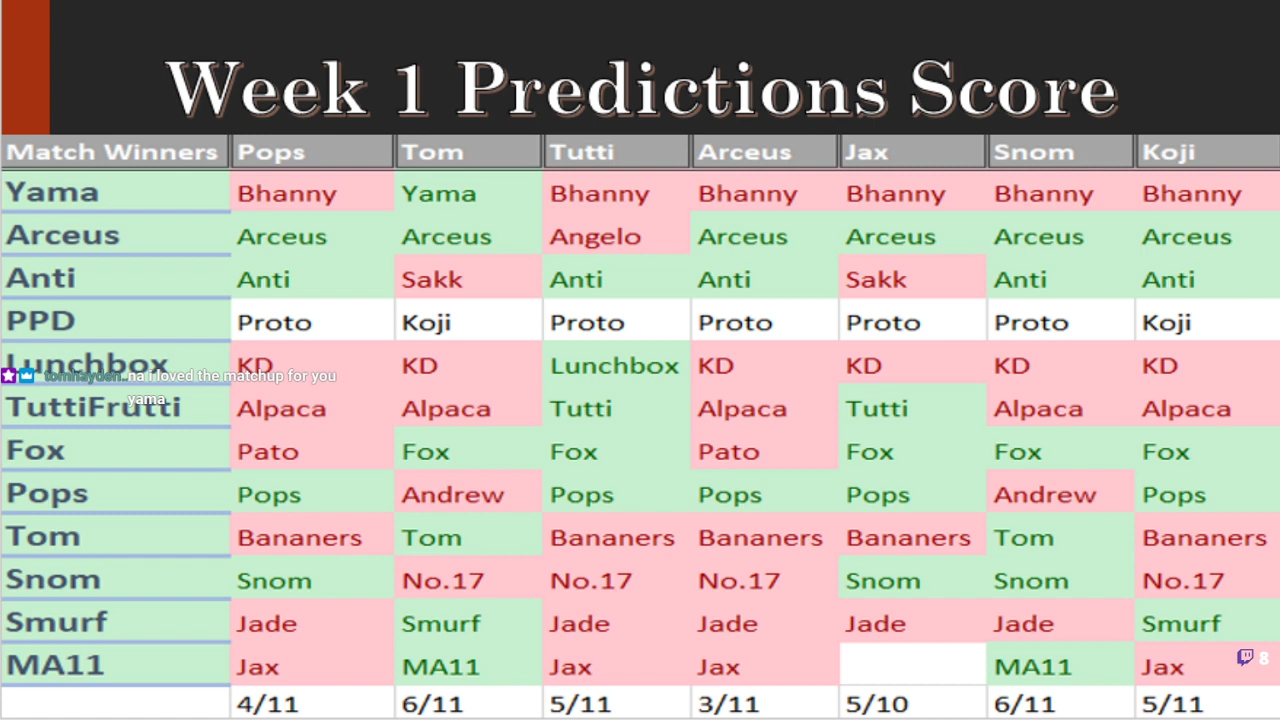 Week 1 Predictions Score
Match Winners Pops Tom Tutti Arceus Jax Snom Koji
Yama Bhanny Yama Bhanny Bhanny Bhanny Bhanny Bhanny
Arceus Arceus Arceus Angelo Arceus Arceus Arceus Arceus
Anti Anti Sakk Anti Anti Sakk Anti Anti
PPD Proto Koji Proto Proto Proto Proto Koji
Lunchbox KD KD Lunchbox KD KD KD KD
tomhayden_ na i loved the matchup for you
yama
TuttiFrutti Alpaca Alpaca Tutti Alpaca Tutti Alpaca Alpaca
Fox Pato Fox Fox Pato Fox Fox Fox
Pops Pops Andrew Pops Pops Pops Andrew Pops
Tom Bananers Tom Bananers Bananers Bananers Tom Bananers
Snom Snom No.17 No.17 No.17 Snom Snom No.17
Smurf Jade Smurf Jade Jade Jade Jade Smurf
MA11 Jax MA11 Jax Jax MA11 Jax 8
4/11 6/11 5/11 3/11 5/10 6/11 5/11